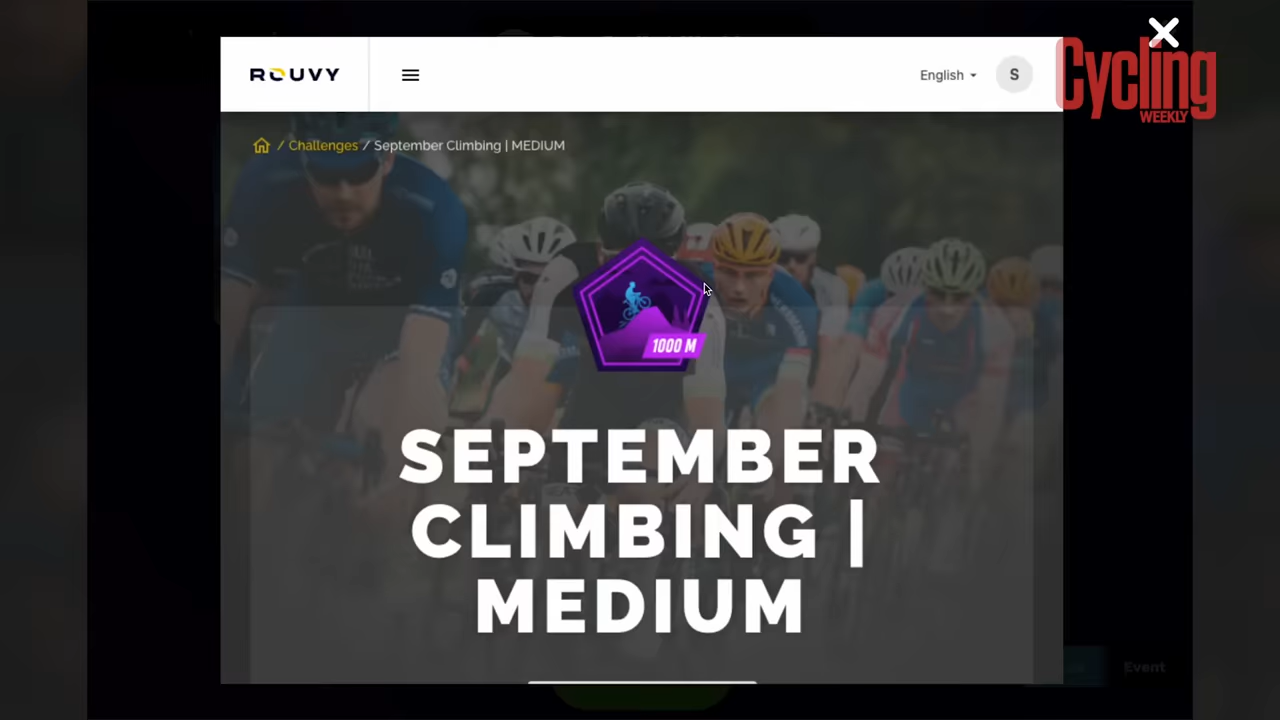 ROUVY
English
S
Cycling
WEEKLY
/ Challenges / September Climbing | MEDIUM
1000 M
SEPTEMBER
CLIMBING |
MEDIUM
Event